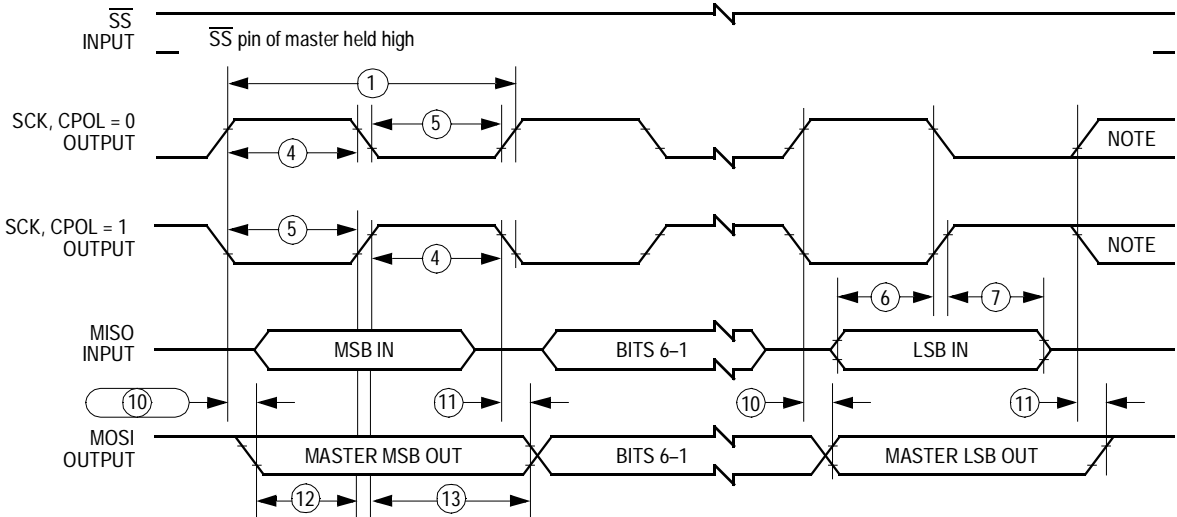 SS
INPUT
SS pin of master held high
1
SCK, CPOL = 0
OUTPUT
5
4
NOTE
SCK, CPOL = 1
OUTPUT
5
4
NOTE
6
7
MISO
INPUT
MSB IN
BITS 6–1
LSB IN
10
11
10
11
MOSI
OUTPUT
MASTER MSB OUT
BITS 6–1
MASTER LSB OUT
12
13